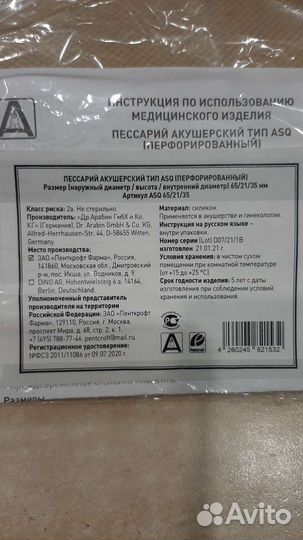 ИНСТРУКЦИЯ ПО ИСПОЛЬЗОВАНИЮ
МЕДИЦИНСКОГО ИЗДЕЛИЯ
ПЕССАРИЙ АКУШЕРСКИЙ ТИП ASQ
(ПЕРФОРИРОВАННЫЙ)
ПЕССАРИЙ АКУШЕРСКИЙ ТИП ASQ (ПЕРФОРИРОВАННЫЙ)
Размер (наружный диаметр / высота / внутренний диаметр) 65/21/35 мм
Артикул ASQ 65/21/35
Класс риска: 2а. Не стерильно.
Производитель: «Др.Арабин ГмбХ и Ко.
КГ» (Германия). Dr. Arabin GmbH & Co. KG,
Alfred-Herrhausen-Str. 44, D-58455 Witten,
Germany.
Место производства:
ЗАО «Пенткрофт Фарма», Россия,
141860, Московская обл., Дмитровский
р-н, пос. Икша, ул. Водников, д. 9
DINO AG, Hohentwielsteg 6a, 14164,
Berlin, Deutschland.
Уполномоченный представитель
производителя на территории
Российской Федерации:
ЗАО «Пенткрофт Фарма»,
129110, Россия, г. Москва,
проспект Мира, д. 68, стр. 2, к. 1,
+7 (495) 788-77-46, pentcroft@mail.ru.
Регистрационное удостоверение
№ФСЗ 2011/11086 от 09.07.2020 г.
Материал: силикон.
Применяется в акушерстве и гинекологии.
Инструкция на русском языке –
внутри упаковки.
Номер серии (Lot) D07/21/1B
Изготовлен 21.01.21 г.
Условия хранения: в чистом сухом
помещении при комнатной температуре
(от +15 до +25 °C).
Срок годности: 5 лет с даты
изготовления при соблюдении
условий хранения.
4 260245 821532
Размеры
Avito